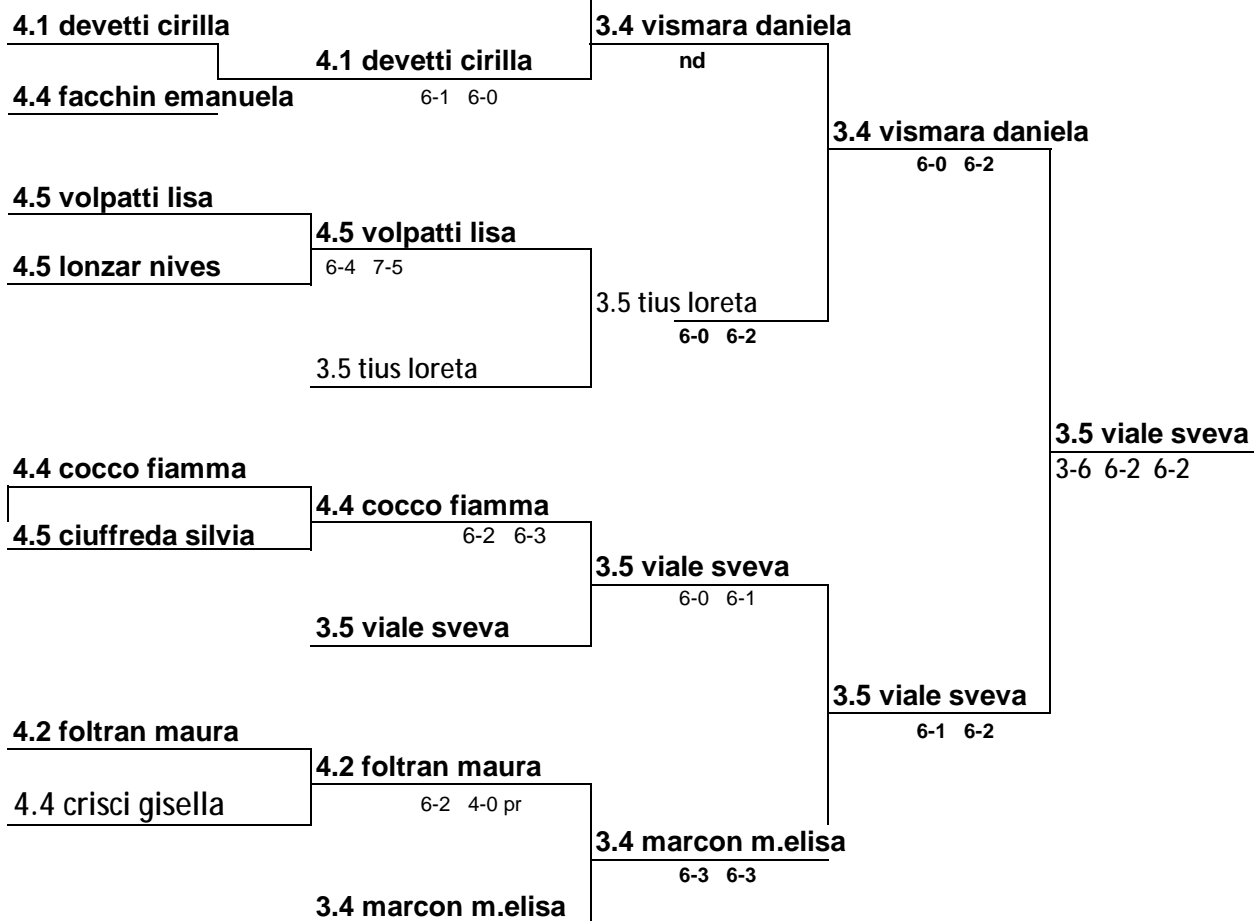 4.1 devetti cirilla
3.4 vismara daniela
4.1 devetti cirilla
nd
4.4 facchin emanuela
6-1 6-0
3.4 vismara daniela
6-0 6-2
4.5 volpatti lisa
4.5 volpatti lisa
4.5 lonzar nives
6-4 7-5
3.5 tius loreta
6-0 6-2
3.5 tius loreta
3.5 viale sveva
3-6 6-2 6-2
4.4 cocco fiamma
4.4 cocco fiamma
4.5 ciuffreda silvia
6-2 6-3
3.5 viale sveva
6-0 6-1
3.5 viale sveva
3.5 viale sveva
6-1 6-2
4.2 foltran maura
4.2 foltran maura
4.4 crisci gisella
6-2 4-0 pr
3.4 marcon m.elisa
6-3 6-3
3.4 marcon m.elisa